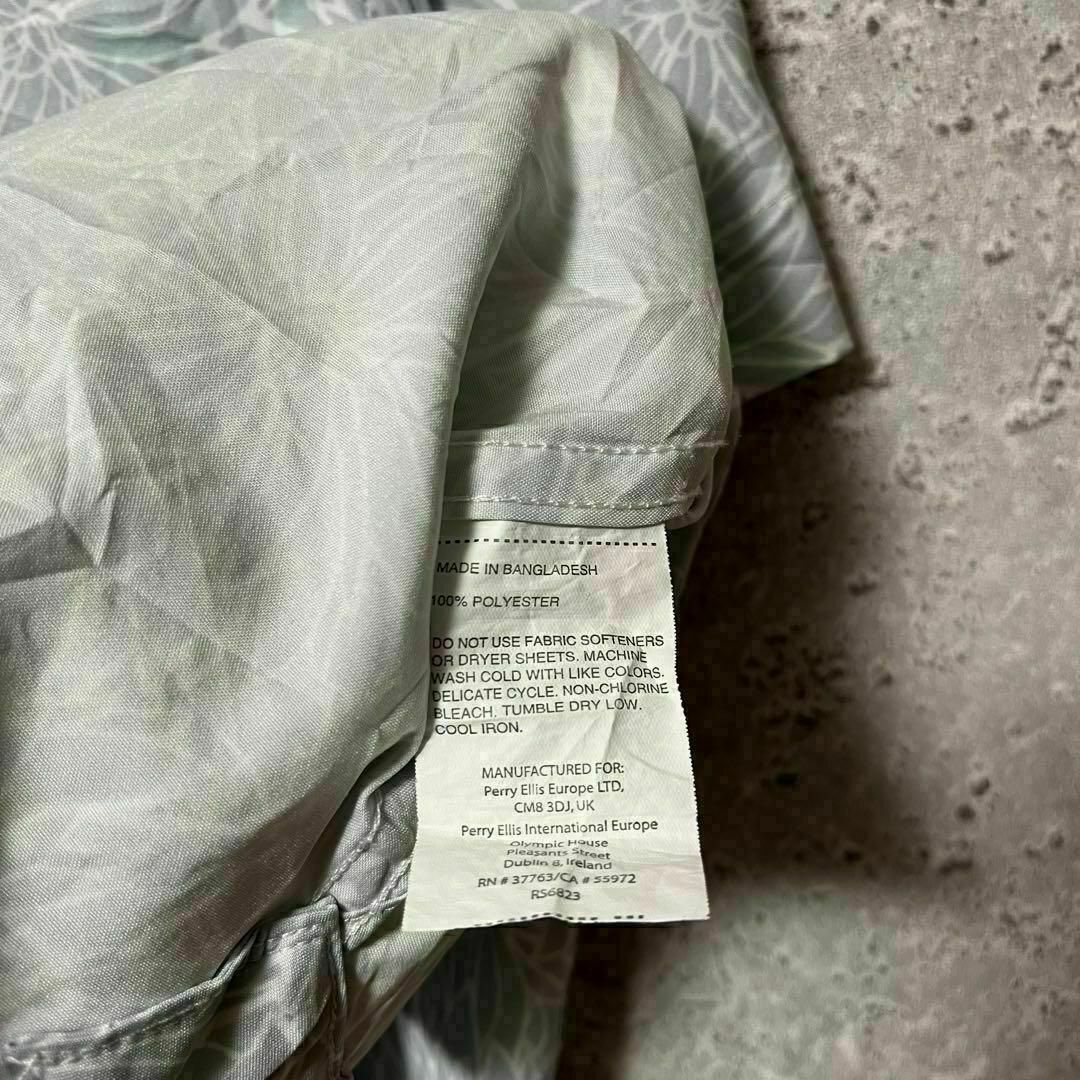 MADE IN BANGLADESH
100% POLYESTER
DO NOT USE FABRIC SOFTENERS
OR DRYER SHEETS. MACHINE
WASH COLD WITH LIKE COLORS.
DELICATE CYCLE. NON-CHLORINE
BLEACH. TUMBLE DRY LOW.
COOL IRON.
MANUFACTURED FOR:
Perry Ellis Europe LTD,
CM8 3DJ, UK
Perry Ellis International Europe
Olympic House
Pleasants Street
Dublin 8, Ireland
RN # 37763/CA # 55972
RS6823